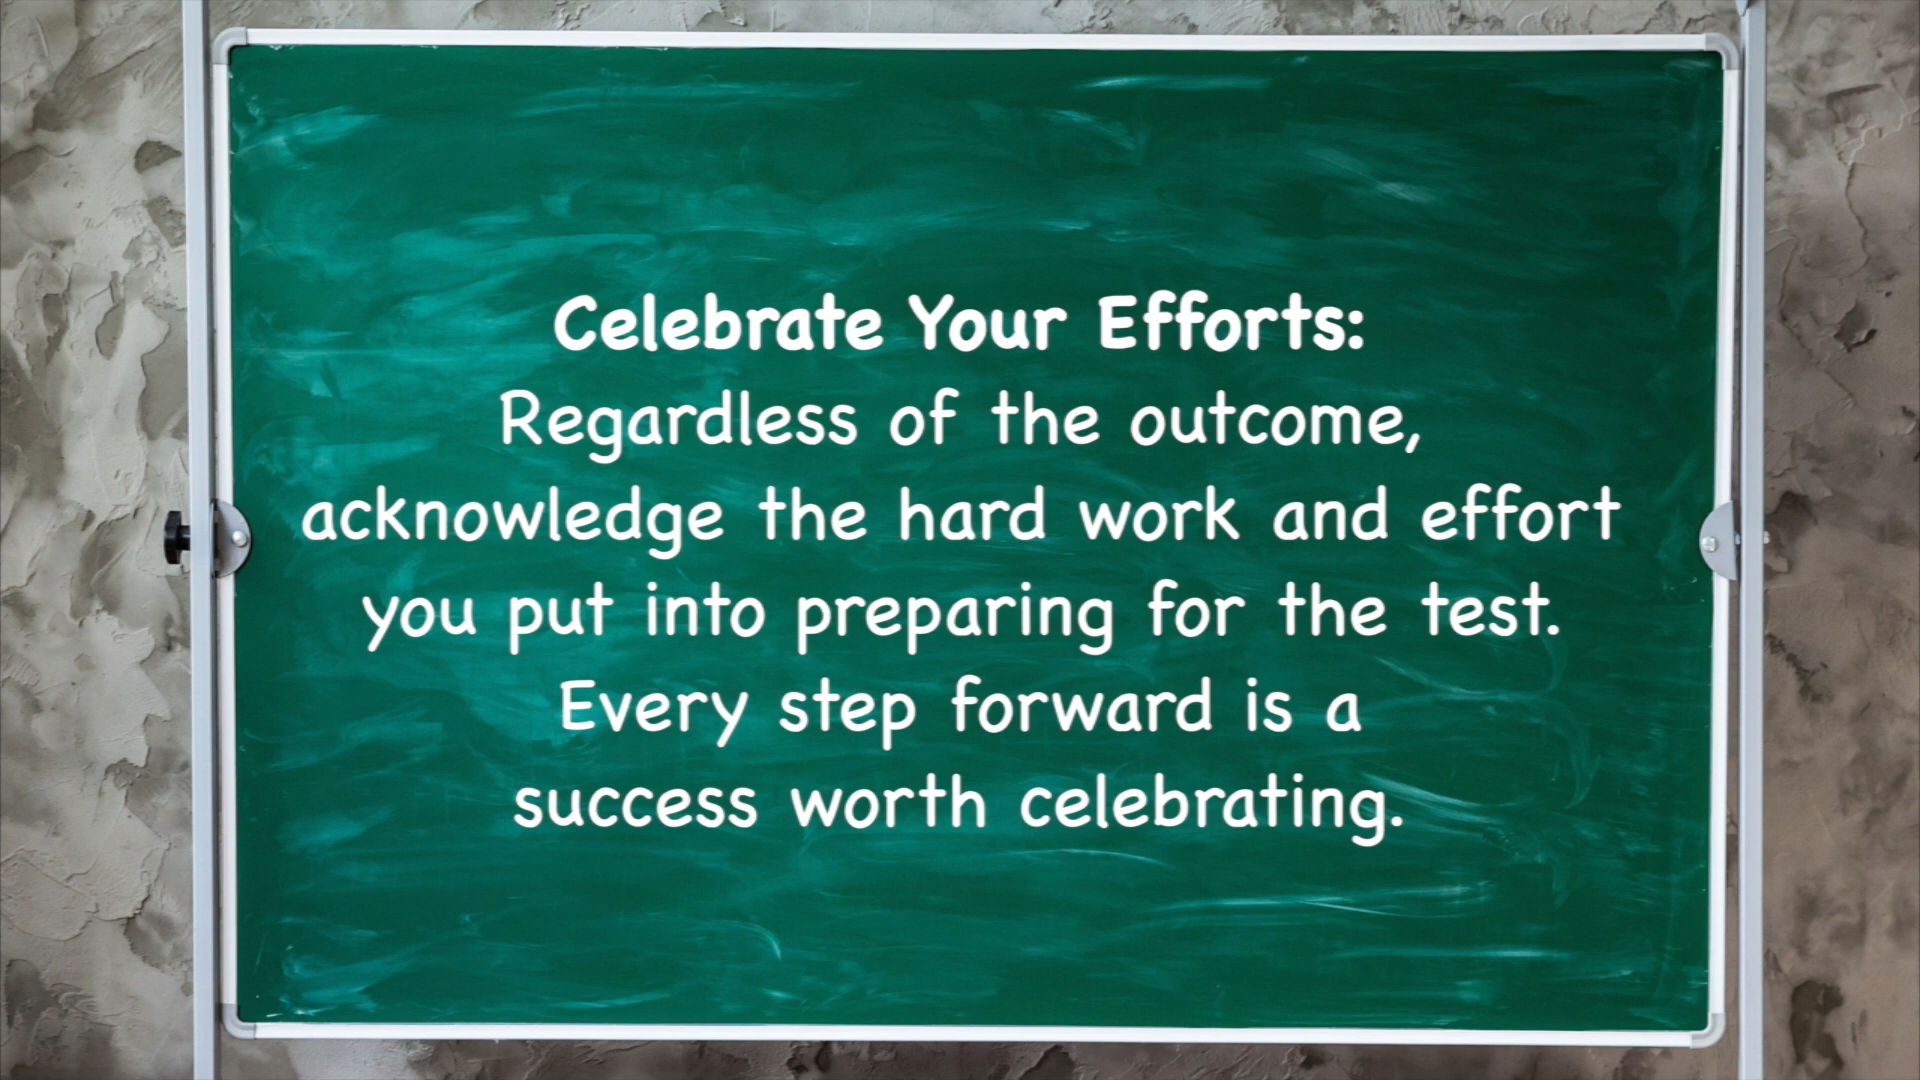 Celebrate Your Efforts:
Regardless of the outcome,
acknowledge the hard work and effort
you put into preparing for the test.
Every step forward is a
success worth celebrating.